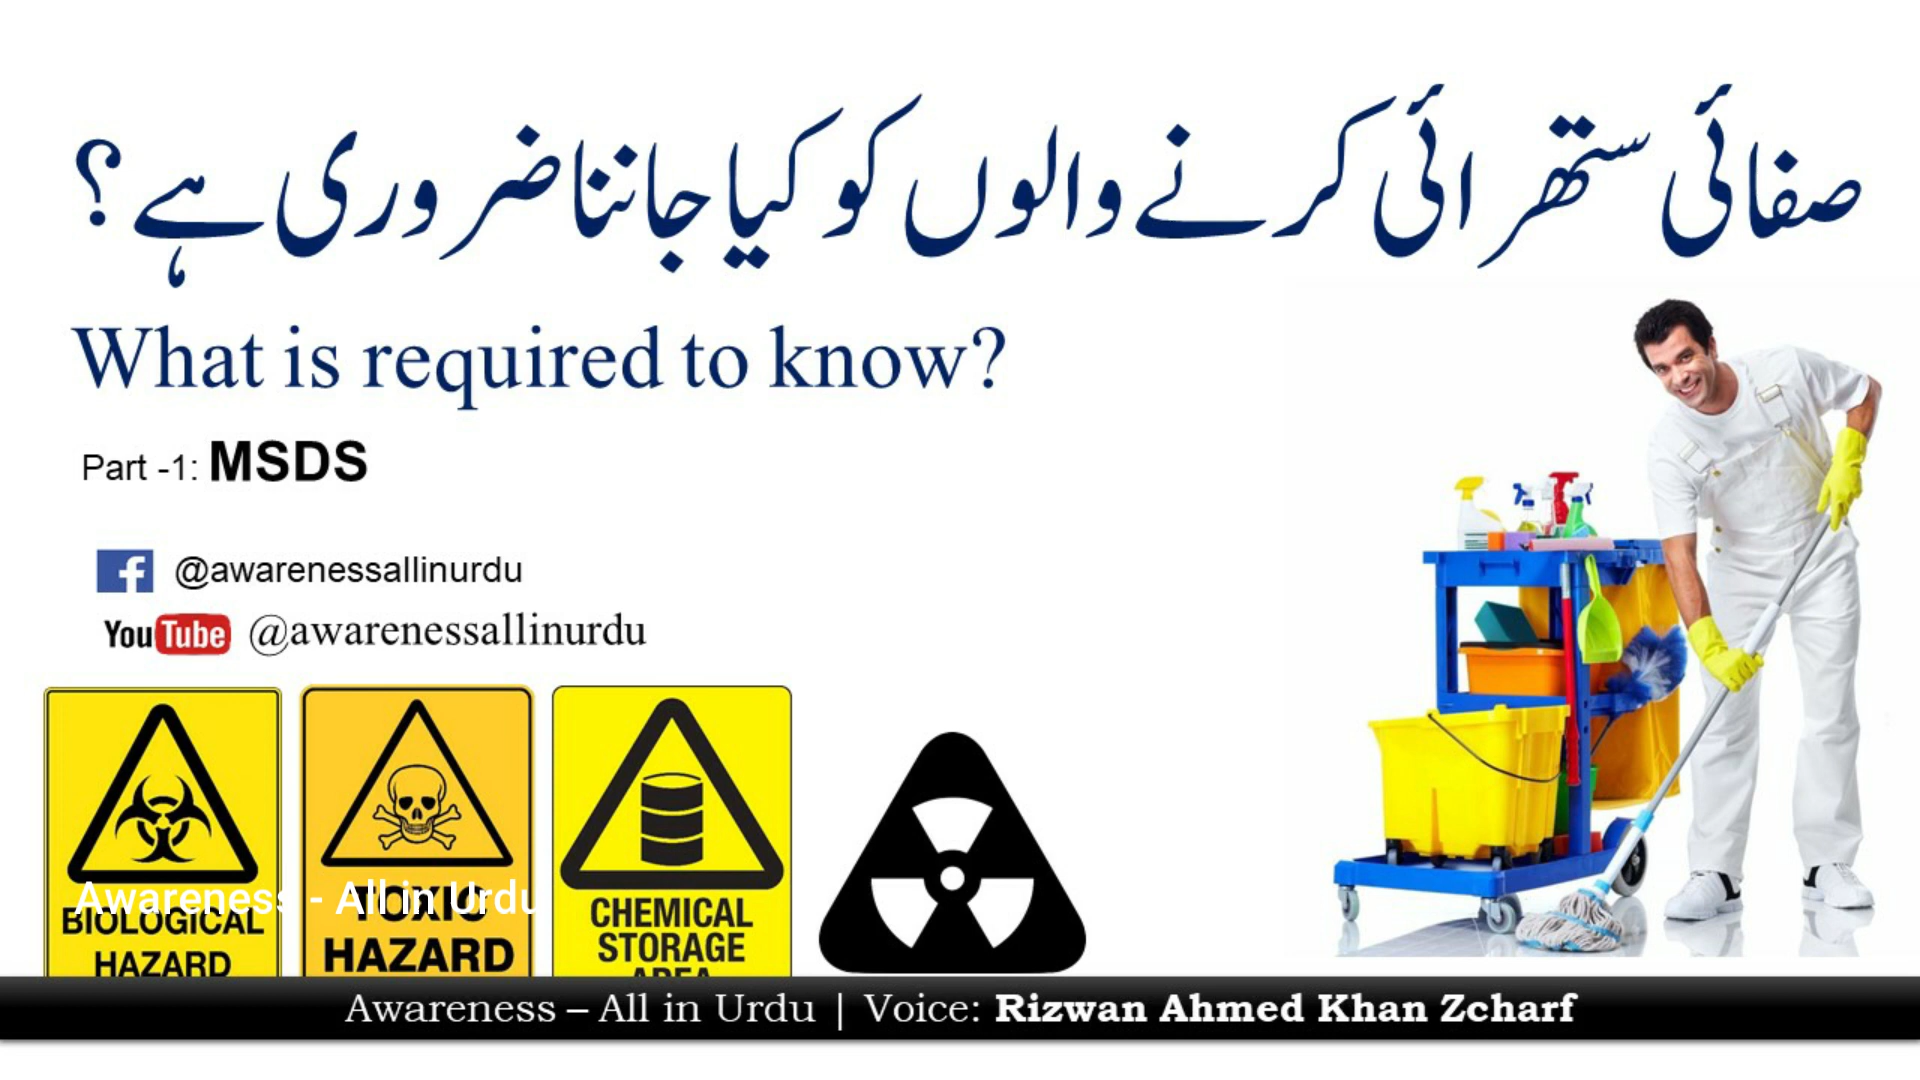 صفائی ستھرائی کرنے والوں کو کیا جاننا ضروری ہے؟
What is required to know?
Part -1: MSDS
@awarenessallinurdu
YouTube @awarenessallinurdu
BIOLOGICAL
HAZARD
TOXIC
HAZARD
CHEMICAL
STORAGE
AREA
Awareness - All in Urdu
Awareness – All in Urdu | Voice: Rizwan Ahmed Khan Zcharf